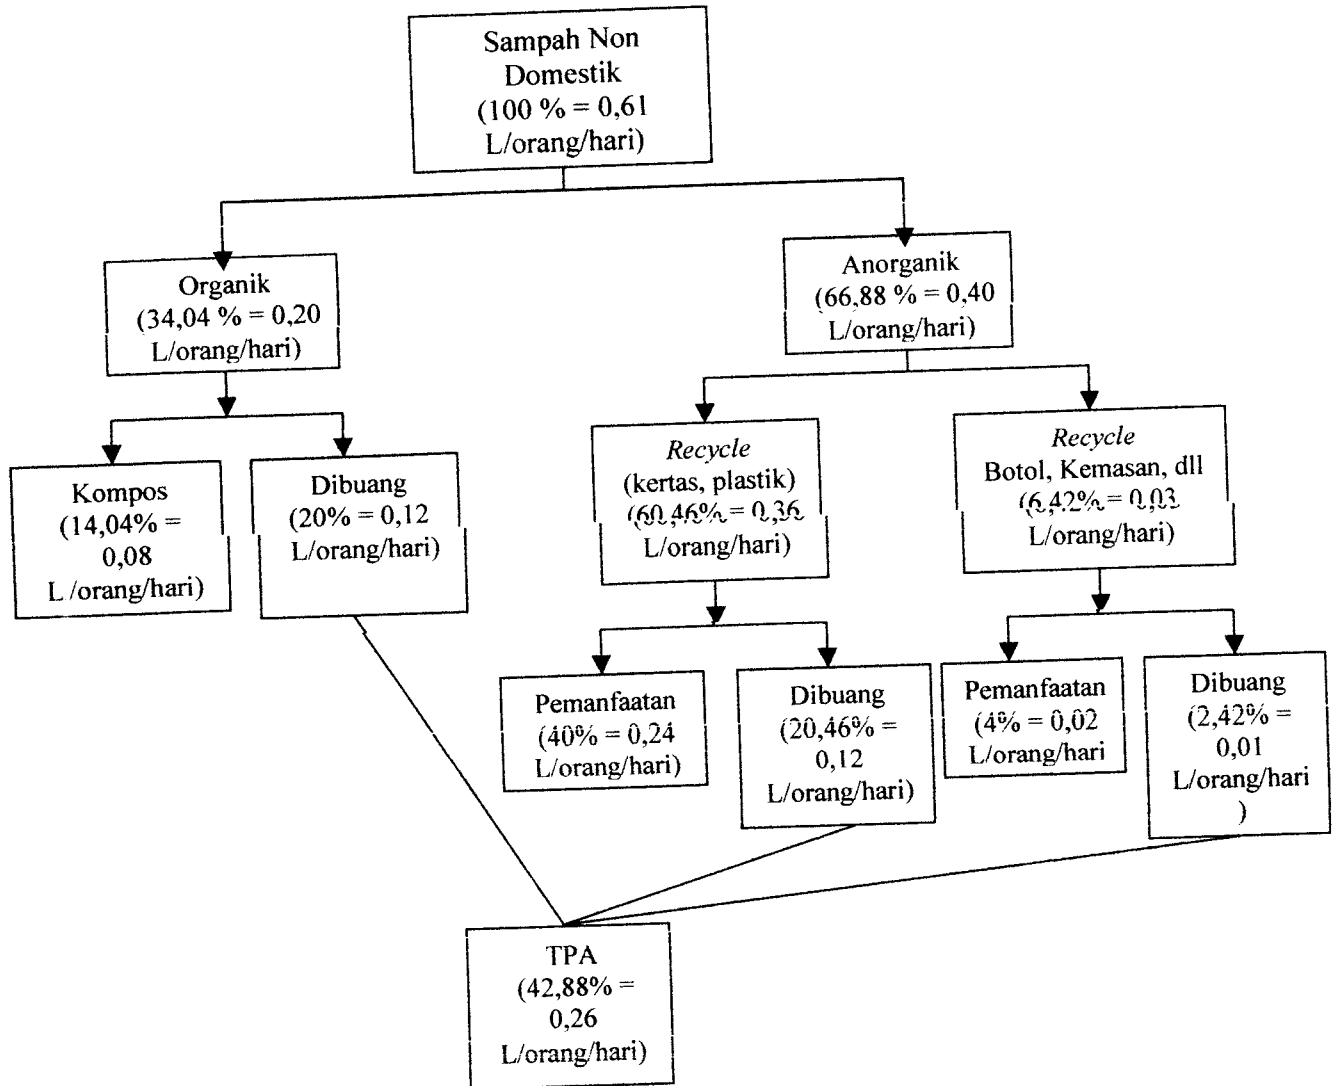 Sampah Non
Domestik
(100 % = 0,61
L/orang/hari)
Organik
(34,04 % = 0,20
L/orang/hari)
Anorganik
(66,88 % = 0,40
L/orang/hari)
Kompos
(14,04% =
0,08
L /orang/hari)
Dibuang
(20% = 0,12
L/orang/hari)
Recycle
(kertas, plastik)
(60,46% = 0,36
L/orang/hari)
Recycle
Botol, Kemasan, dll
(6,42% = 0,03
L/orang/hari)
Pemanfaatan
(40% = 0,24
L/orang/hari)
Dibuang
(20,46% =
0,12
L/orang/hari)
Pemanfaatan
(4% = 0,02
L/orang/hari
Dibuang
(2,42% =
0,01
L/orang/hari
)
TPA
(42,88% =
0,26
L/orang/hari)